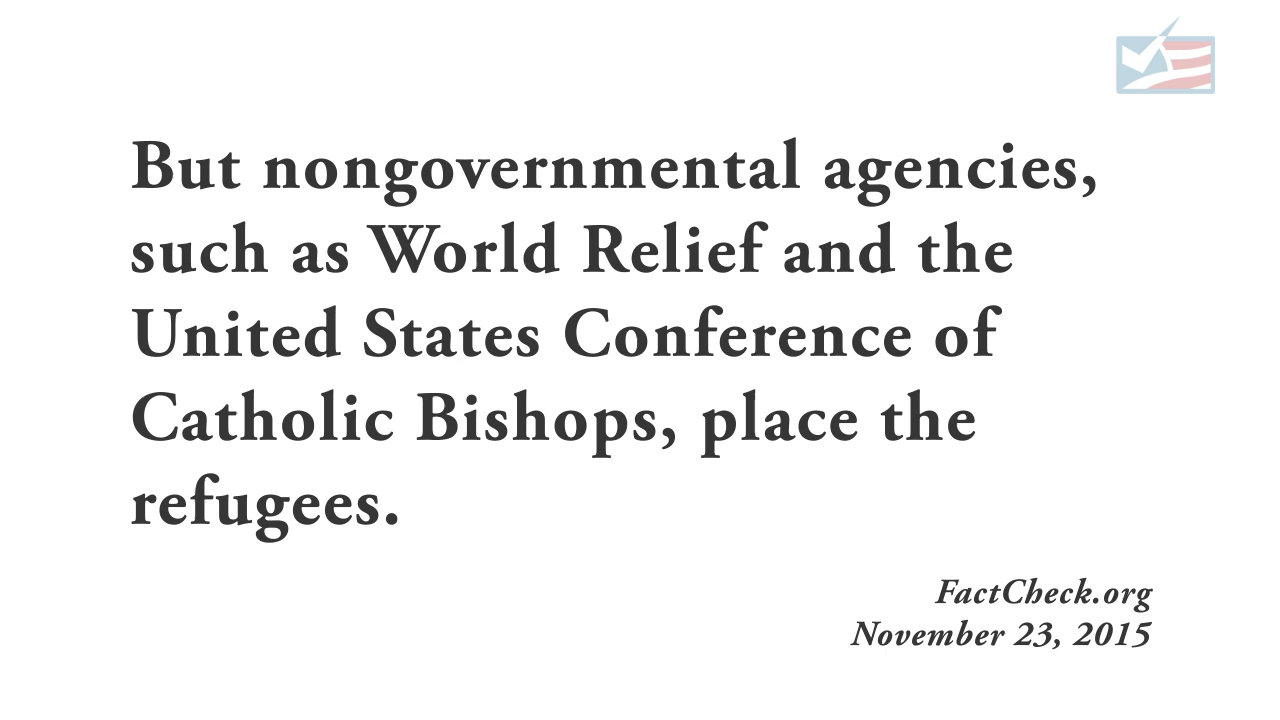 But nongovernmental agencies,
such as World Relief and the
United States Conference of
Catholic Bishops, place the
refugees.
FactCheck.org
November 23, 2015